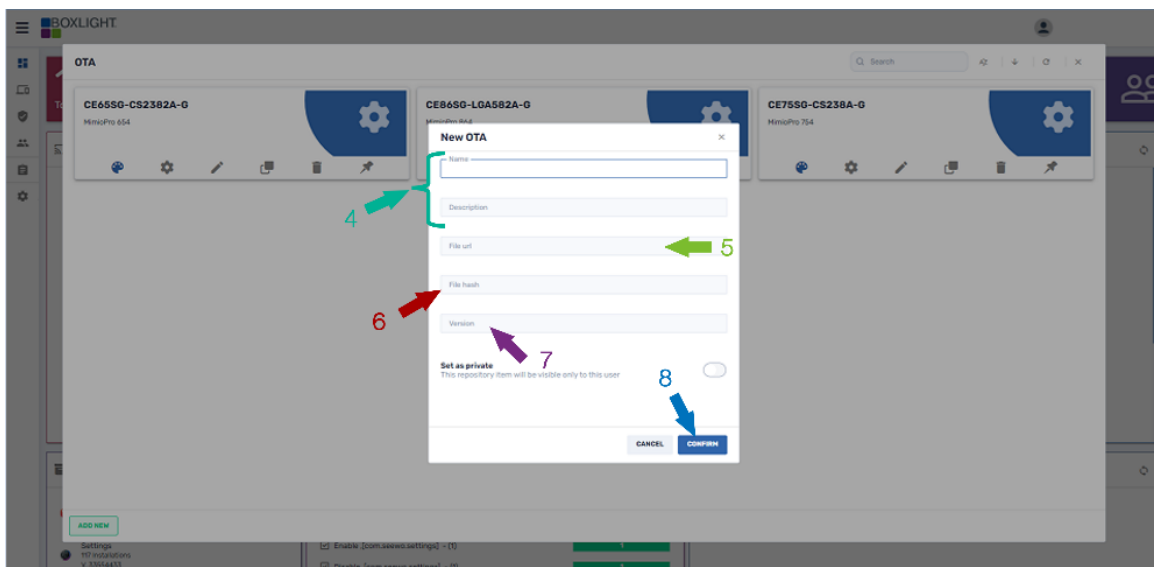 BOXLIGHT
OTA
Search
CE65SG-CS2382A-G
MimioPro 654
CE86SG-LGA582A-G
MimioPro 864
CE75SG-CS238A-G
MimioPro 754
New OTA
Name
Description
4
File url
5
File hash
6
Version
7
Set as private
This repository item will be visible only to this user
8
CANCEL
CONFIRM
ADD NEW
Settings
117 installations
V. 33554433
Enable .[com.seewo.settings] - (1)
1